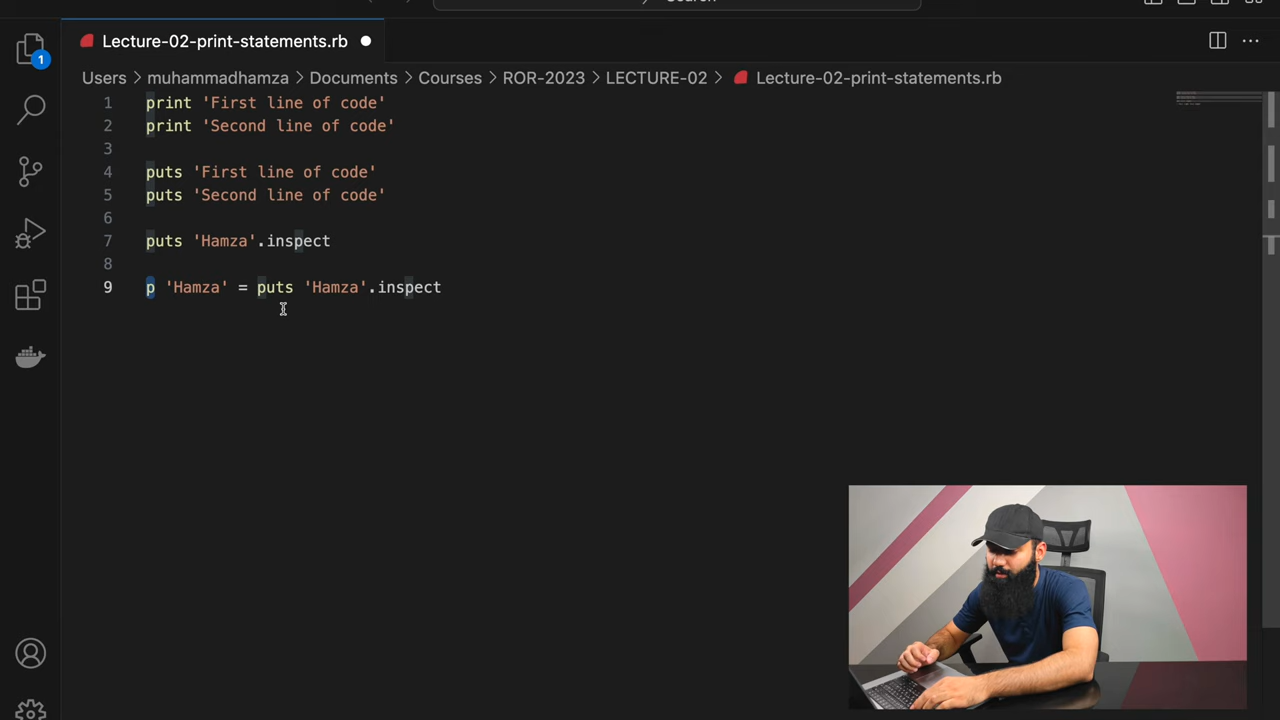 Lecture-02-print-statements.rb
1
Users > muhammadhamza > Documents > Courses > ROR-2023 > LECTURE-02 > Lecture-02-print-statements.rb
1 print 'First line of code'
2 print 'Second line of code'
3
4 puts 'First line of code'
5 puts 'Second line of code'
6
7 puts 'Hamza'.inspect
8
9 p 'Hamza' = puts 'Hamza'.inspect